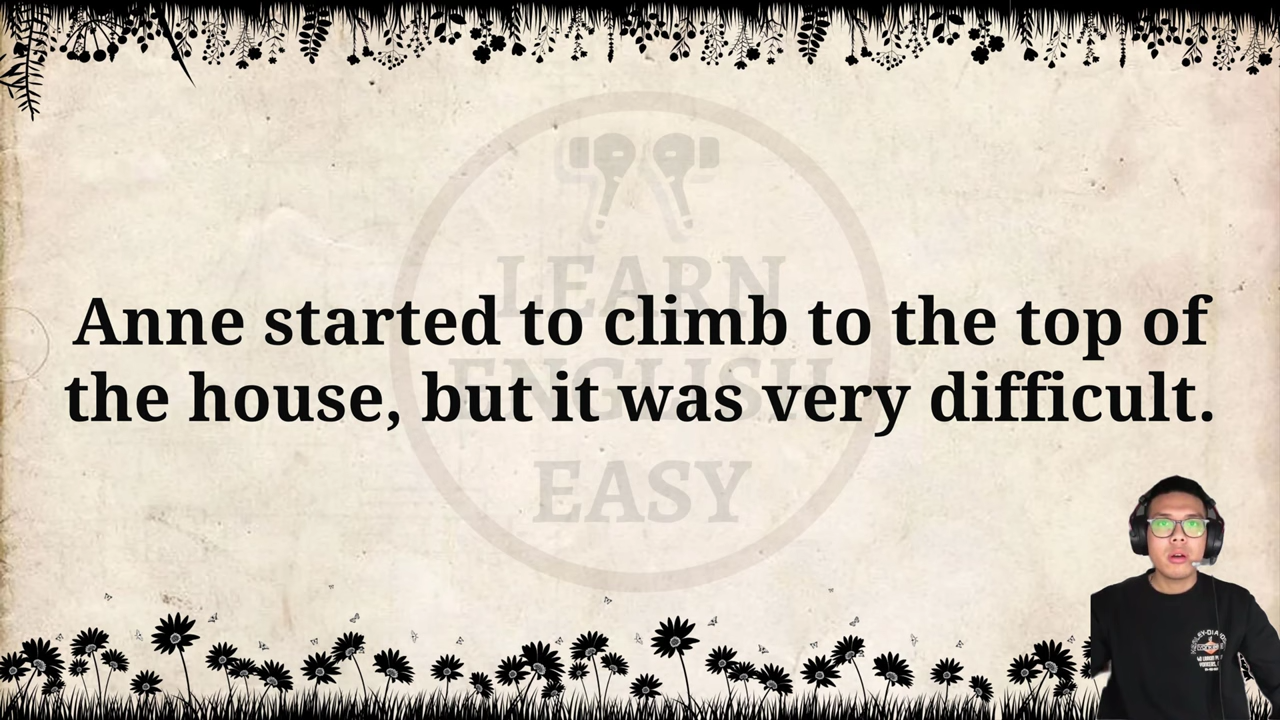 LEARN
Anne started to climb to the top of
ENGLISH
the house, but it was very difficult.
EASY